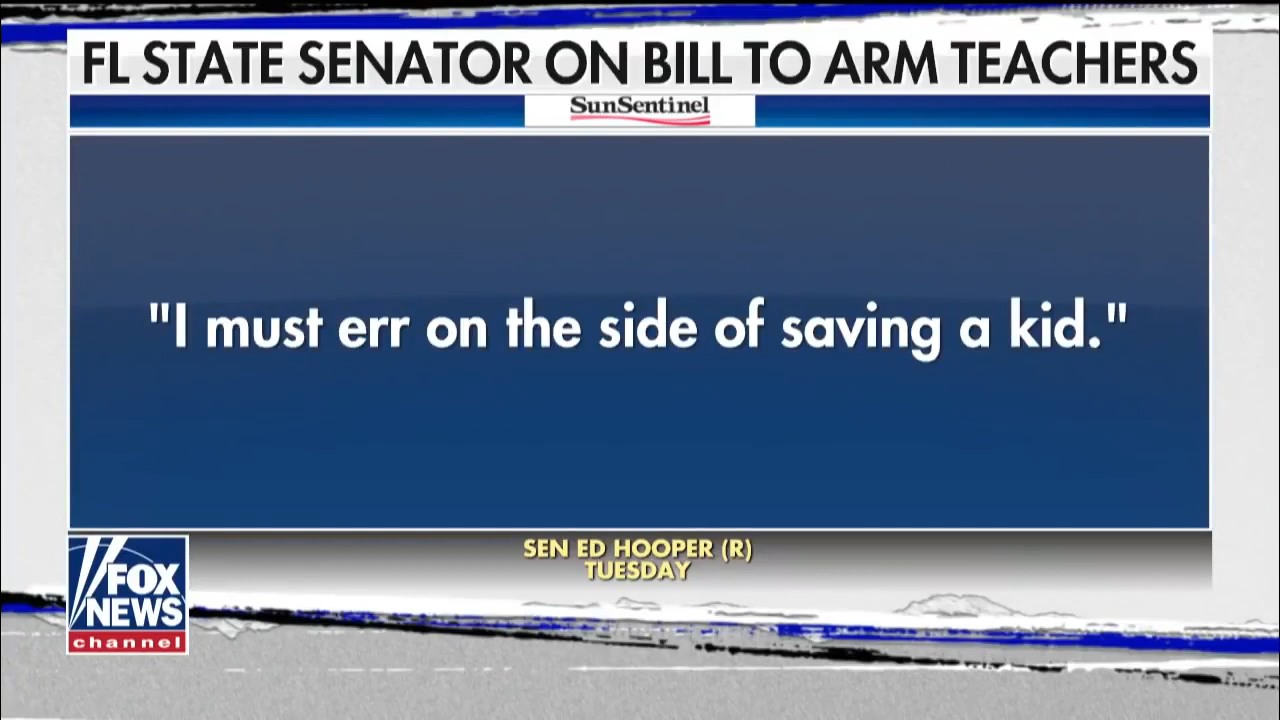 FL STATE SENATOR ON BILL TO ARM TEACHERS
SunSentinel
"I must err on the side of saving a kid."
SEN ED HOOPER (R)
TUESDAY
FOX
NEWS
channel